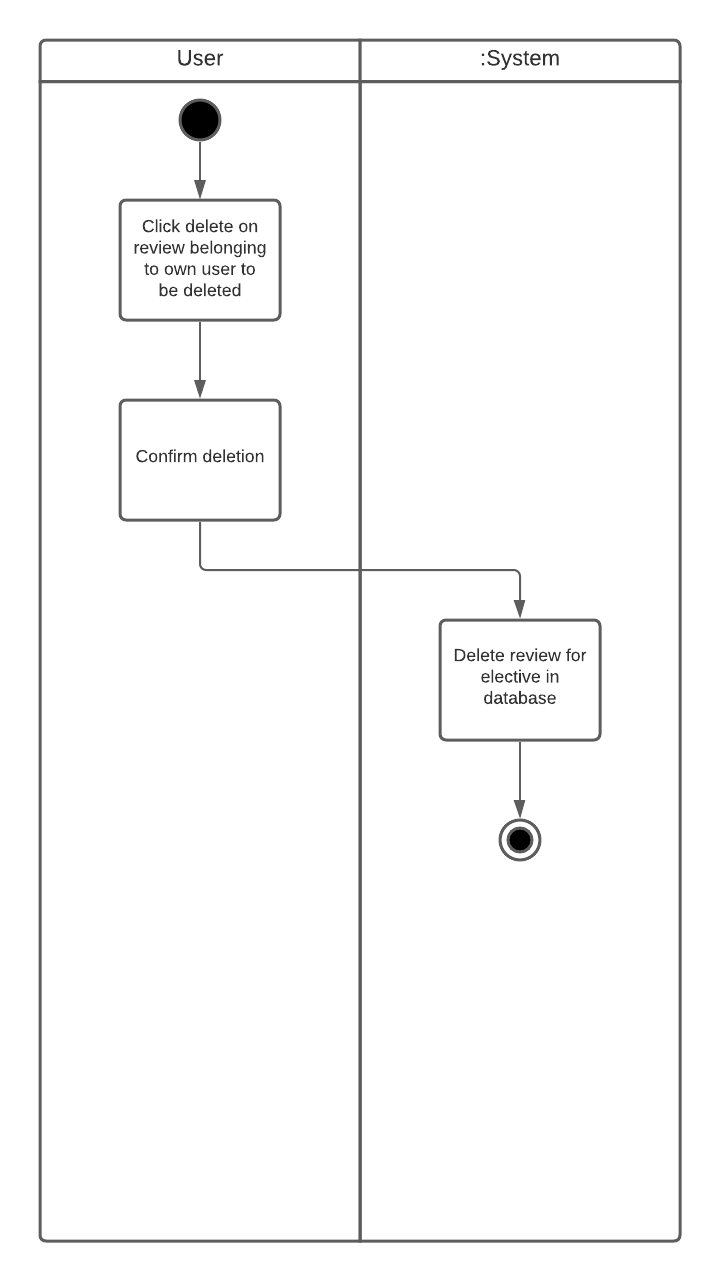 User
:System
Click delete on
review belonging
to own user to
be deleted
Confirm deletion
Delete review for
elective in
database